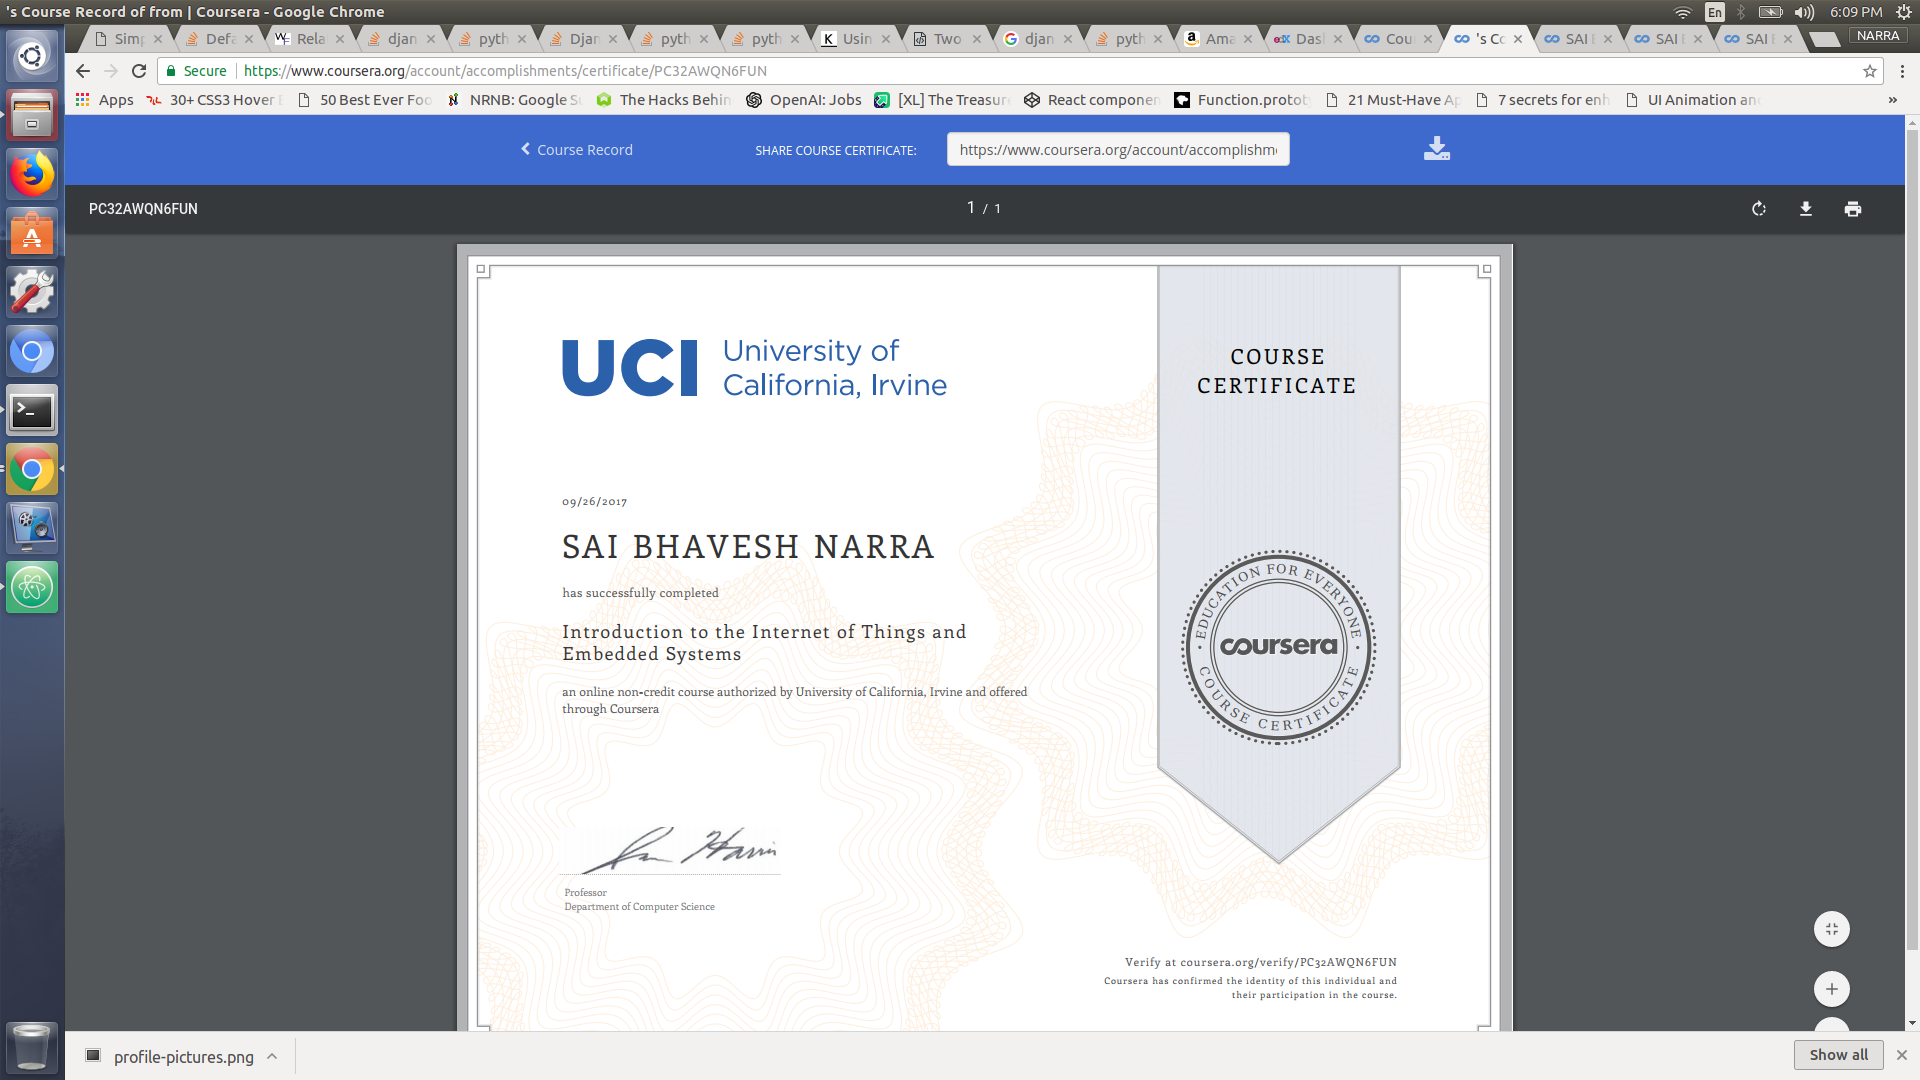 's Course Record of from | Coursera - Google Chrome
En
6:09 PM
Simp
Defa
Rela
djan
pyth
Djan
pyth
pyth
Usin
Two
djan
pyth
Ama
Das
Cou
's Co
SAI
SAI
SAI
NARRA
Secure
https://www.coursera.org/account/accomplishments/certificate/PC32AWQN6FUN
Apps
30+ CSS3 Hover
50 Best Ever Foo
NRNB: Google Su
The Hacks Behin
OpenAI: Jobs
[XL] The Treasur
React componen
Function.protot
21 Must-Have Ap
7 secrets for enh
UI Animation an
»
Course Record
SHARE COURSE CERTIFICATE:
https://www.coursera.org/account/accomplishm
PC32AWQN6FUN
1 / 1
UCI
University of
California, Irvine
COURSE
CERTIFICATE
09/26/2017
SAI BHAVESH NARRA
has successfully completed
Introduction to the Internet of Things and
Embedded Systems
an online non-credit course authorized by University of California, Irvine and offered
through Coursera
EDUCATION FOR EVERYONE
coursera
COURSE CERTIFICATE
Professor
Department of Computer Science
Verify at coursera.org/verify/PC32AWQN6FUN
Coursera has confirmed the identity of this individual and
their participation in the course.
profile-pictures.png
Show all